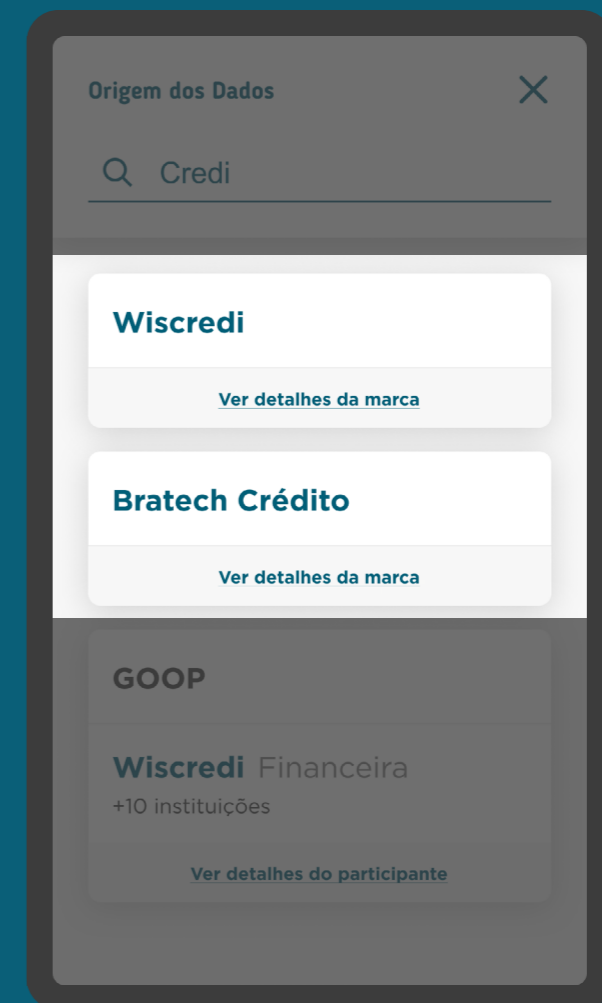 Origem dos Dados
Credi
Wiscredi
Ver detalhes da marca
Bratech Crédito
Ver detalhes da marca
GOOP
Wiscredi Financeira
+10 instituições
Ver detalhes do participante